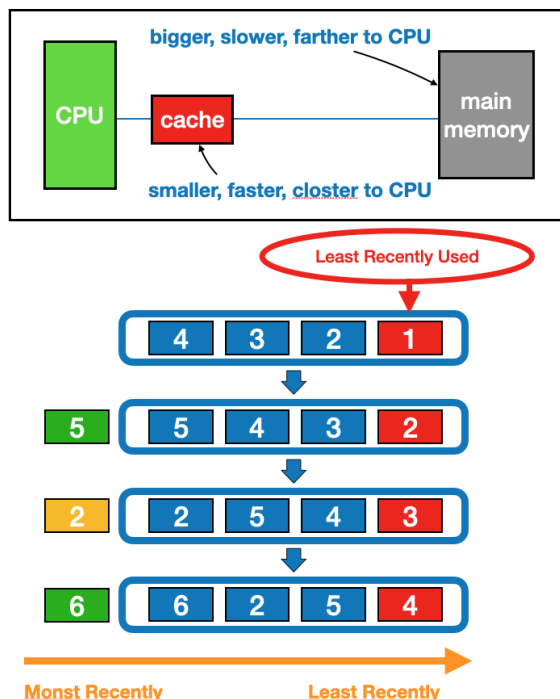 bigger, slower, farther to CPU
CPU
cache
main
memory
smaller, faster, closter to CPU
Least Recently Used
4 3 2 1
5 5 4 3 2
2 2 5 4 3
6 6 2 5 4
Monst Recently Least Recently